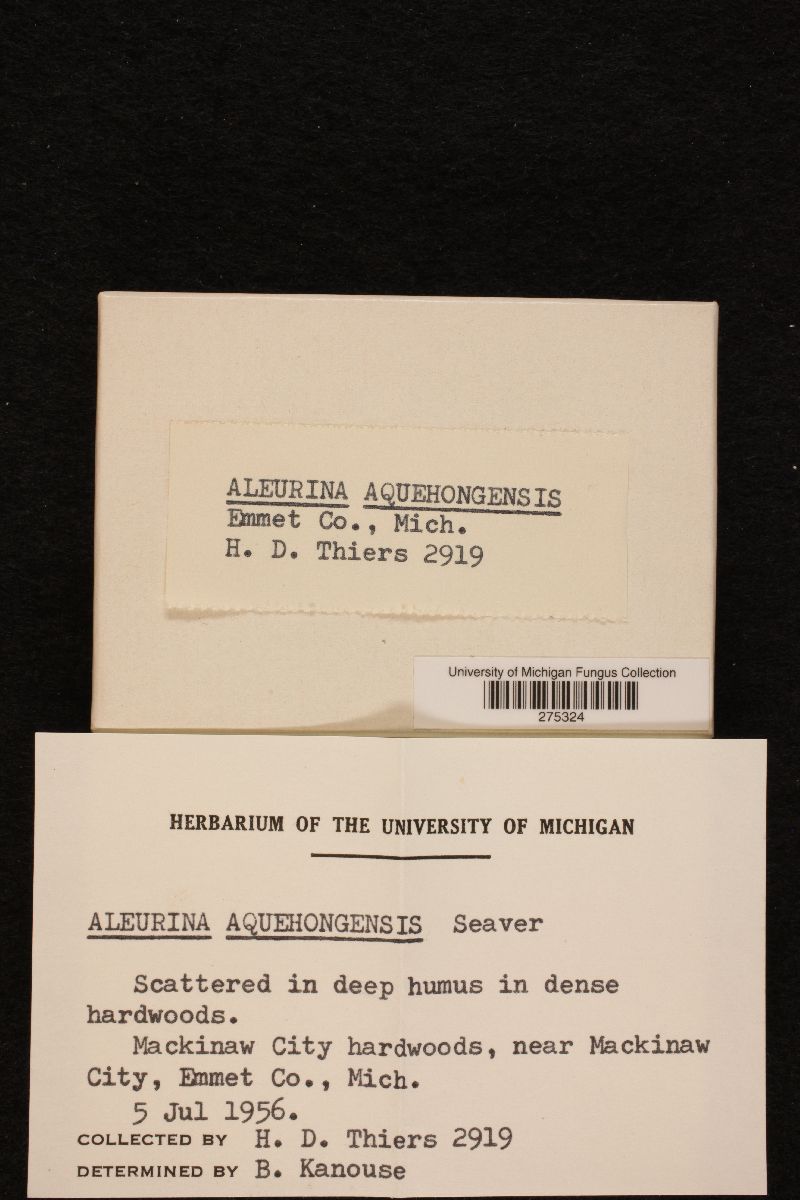 ALEURINA AQUEHONGENSIS
Emmet Co., Mich.
H. D. Thiers 2919
University of Michigan Fungus Collection
275324
HERBARIUM OF THE UNIVERSITY OF MICHIGAN
ALEURINA AQUEHONGENSIS Seaver
Scattered in deep humus in dense
hardwoods.
Mackinaw City hardwoods, near Mackinaw
City, Emmet Co., Mich.
5 Jul 1956.
COLLECTED BY H. D. Thiers 2919
DETERMINED BY B. Kanouse